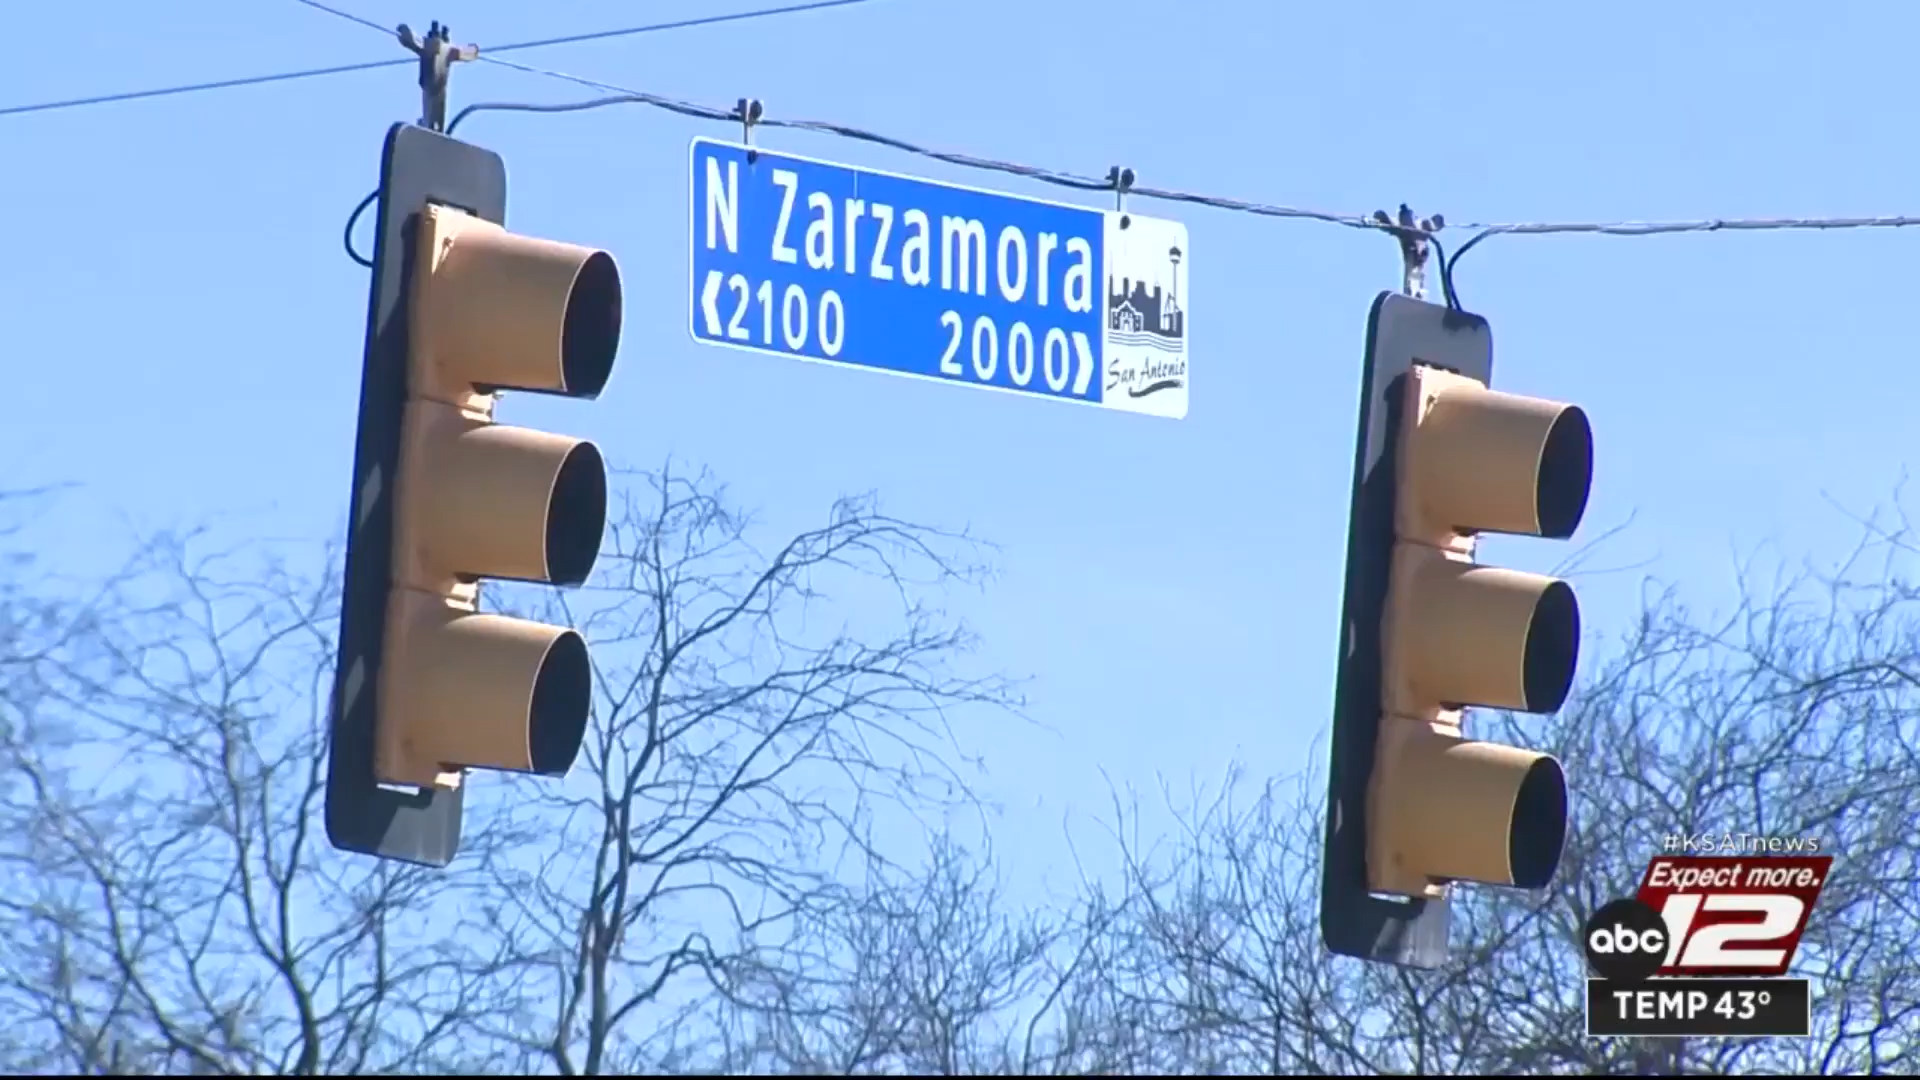 N Zarzamora
2100 2000
San Antonio
#KSATnews
Expect more.
abc 12
TEMP 43°